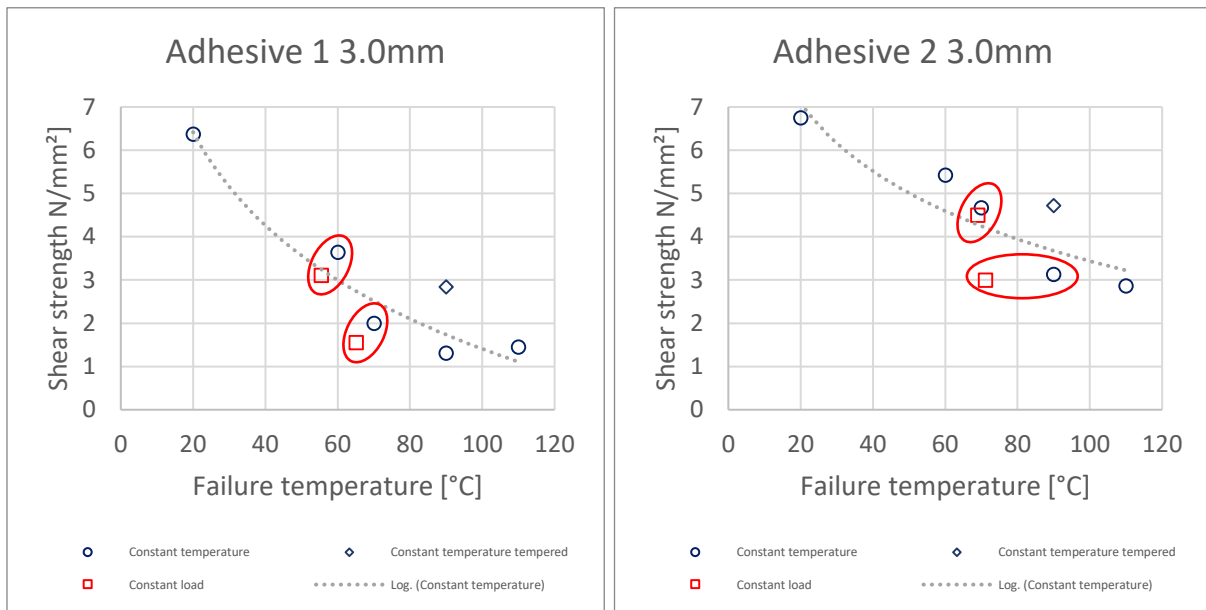 Adhesive 1 3.0mm
Shear strength N/mm²
7
6
5
4
3
2
1
0
0 20 40 60 80 100 120
Failure temperature [°C]
Constant temperature
Constant temperature tempered
Constant load
Log. (Constant temperature)
Adhesive 2 3.0mm
Shear strength N/mm²
7
6
5
4
3
2
1
0
0 20 40 60 80 100 120
Failure temperature [°C]
Constant temperature
Constant temperature tempered
Constant load
Log. (Constant temperature)